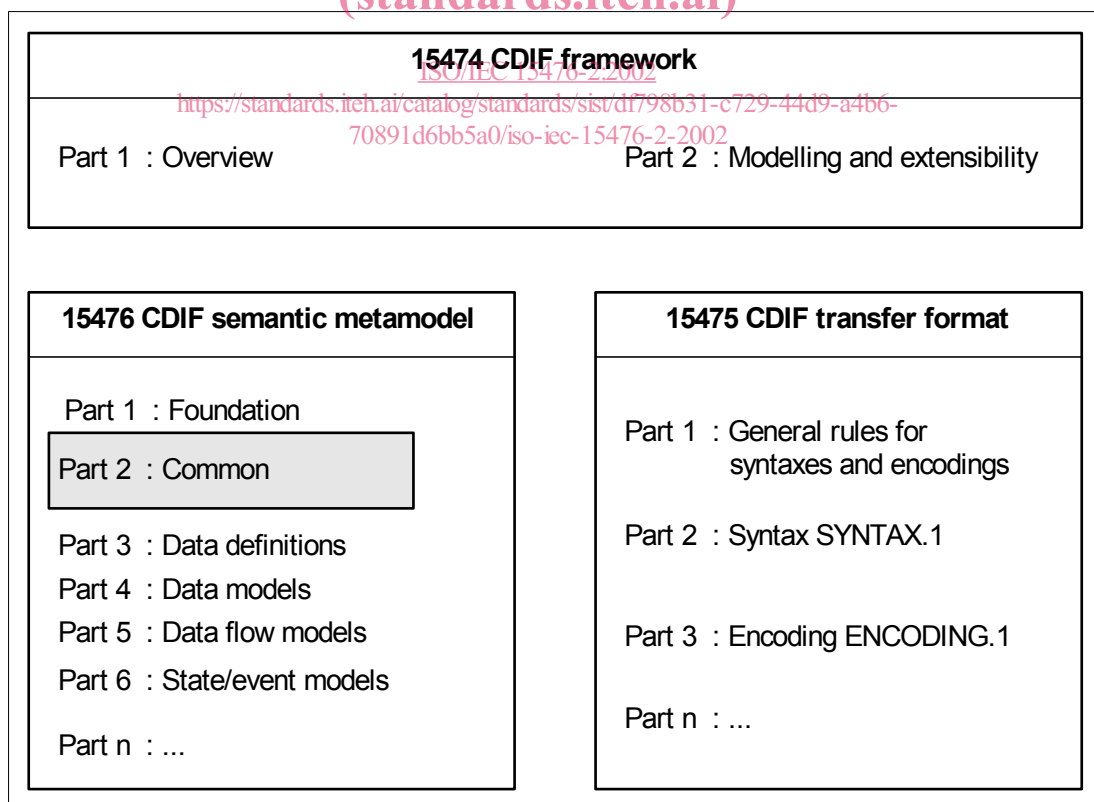 (standards.iteh.ai)
15474 CDIF framework
ISO/IEC 15476-2:2002
https://standards.iteh.ai/catalog/standards/sist/df798b31-c729-44d9-a4b6-
70891d6bb5a0/iso-iec-15476-2-2002
Part 1 : Overview
Part 2 : Modelling and extensibility
15476 CDIF semantic metamodel
Part 1 : Foundation
Part 2 : Common
Part 3 : Data definitions
Part 4 : Data models
Part 5 : Data flow models
Part 6 : State/event models
Part n : ...
15475 CDIF transfer format
Part 1 : General rules for
syntaxes and encodings
Part 2 : Syntax SYNTAX.1
Part 3 : Encoding ENCODING.1
Part n : ...